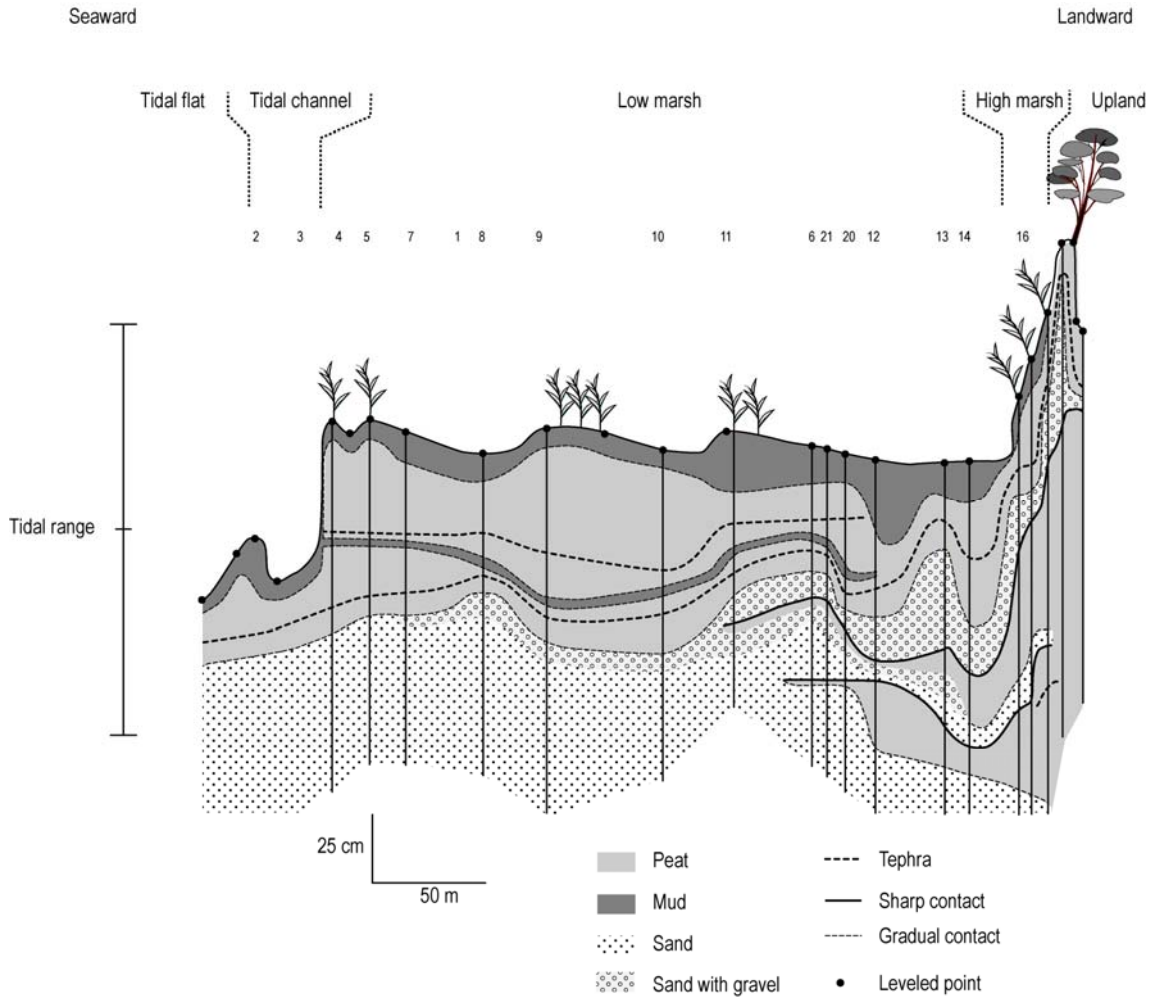 Seaward Landward
Tidal flat Tidal channel Low marsh High marsh Upland
2 3 4 5 7 1 8 9 10 11 6 21 20 12 13 14 16
Tidal range
25 cm
50 m
Peat
Mud
Sand
Sand with gravel
Tephra
Sharp contact
Gradual contact
Leveled point